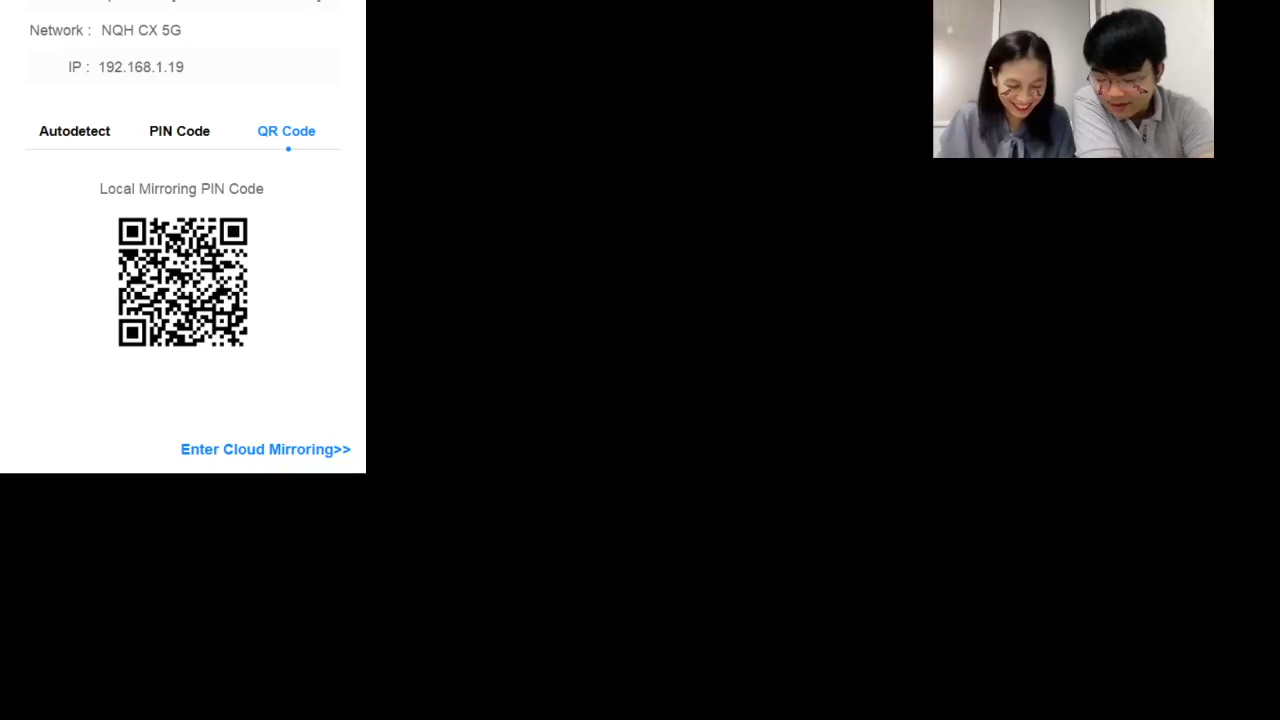 Network : NQH CX 5G
IP : 192.168.1.19
Autodetect PIN Code QR Code
Local Mirroring PIN Code
Enter Cloud Mirroring>>